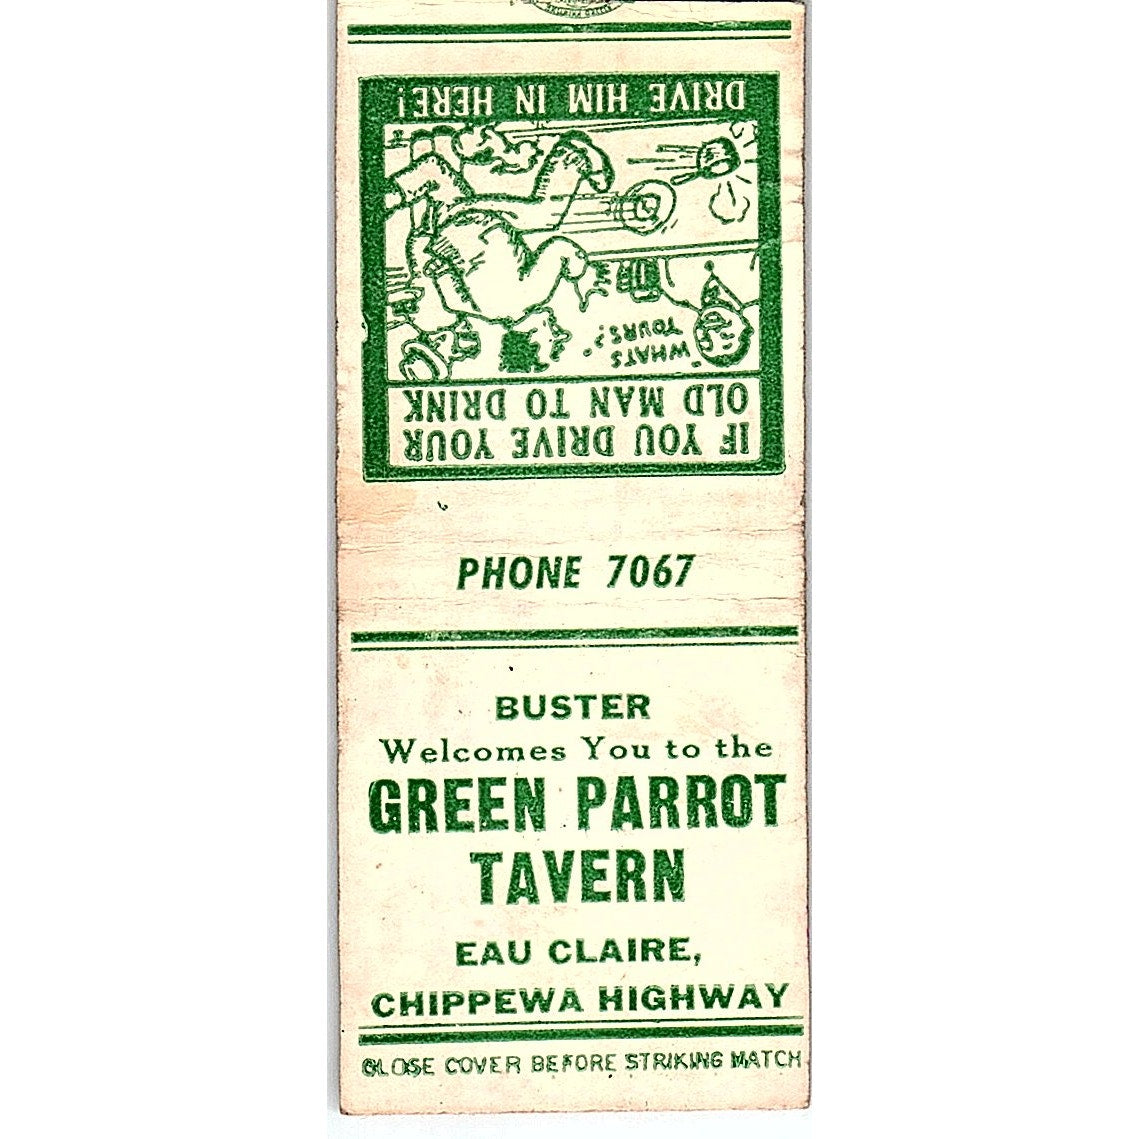 IF YOU DRIVE YOUR
OLD MAN TO DRINK
"WHATS
YOURS?"
DRIVE HIM IN HERE!
PHONE 7067
BUSTER
Welcomes You to the
GREEN PARROT
TAVERN
EAU CLAIRE,
CHIPPEWA HIGHWAY
CLOSE COVER BEFORE STRIKING MATCH